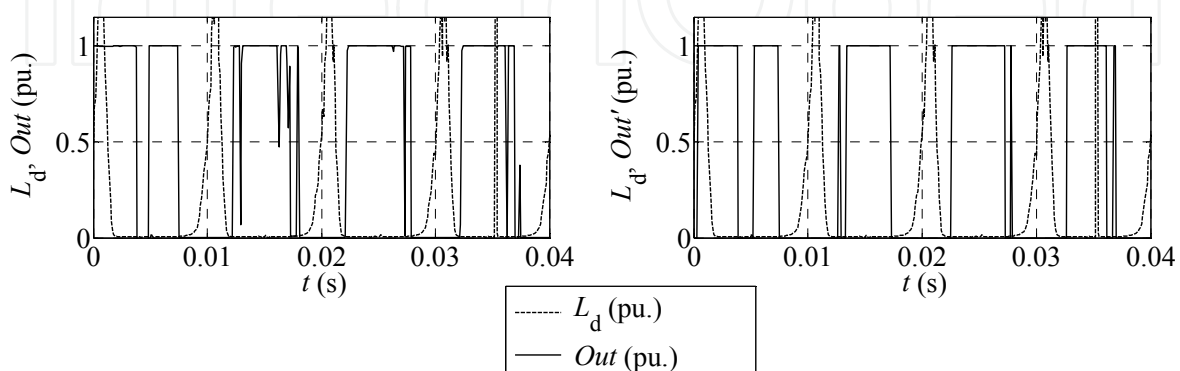 L_d, Out (pu.)
1
0.5
0
0 0.01 0.02 0.03 0.04
t (s)
L_d, Out' (pu.)
1
0.5
0
0 0.01 0.02 0.03 0.04
t (s)
L_d (pu.)
Out (pu.)